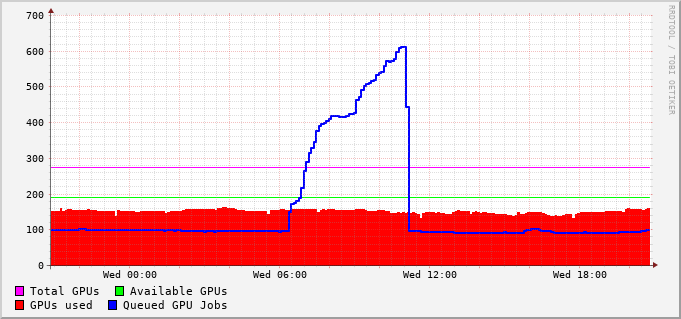 700
600
500
400
300
200
100
0
Wed 00:00 Wed 06:00 Wed 12:00 Wed 18:00
Total GPUs Available GPUs
GPUs used Queued GPU Jobs
RRDTOOL / TOBI OETIKER